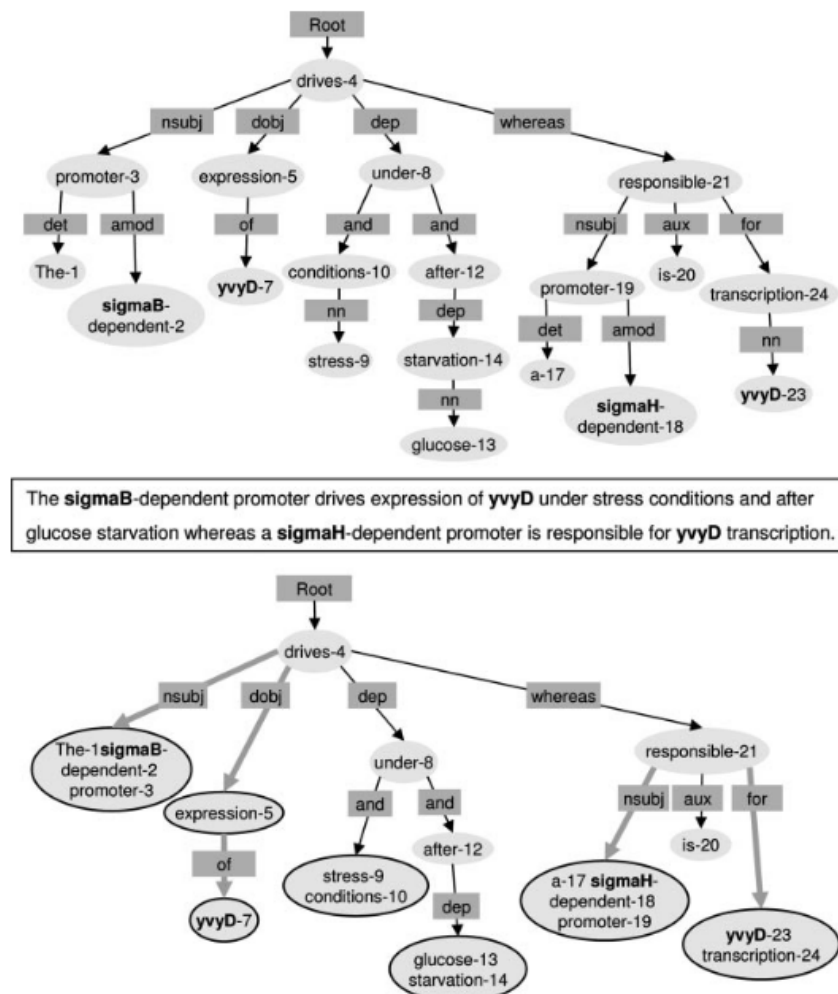 Root
drives-4
nsubj dobj dep whereas
promoter-3 expression-5 under-8 responsible-21
det amod of and and nsubj aux for
The-1 yvyD-7 conditions-10 after-12 promoter-19 is-20 transcription-24
sigmaB-
dependent-2
nn dep det amod nn
stress-9 starvation-14 a-17 yvyD-23
nn sigmaH-
dependent-18
glucose-13
The sigmaB-dependent promoter drives expression of yvyD under stress conditions and after
glucose starvation whereas a sigmaH-dependent promoter is responsible for yvyD transcription.
Root
drives-4
nsubj dobj dep whereas
The-1sigmaB-
dependent-2
promoter-3
expression-5 under-8 responsible-21
and and nsubj aux for
of after-12 is-20
yvyD-7 stress-9
conditions-10
dep a-17 sigmaH-
dependent-18
promoter-19
yvyD-23
transcription-24
glucose-13
starvation-14